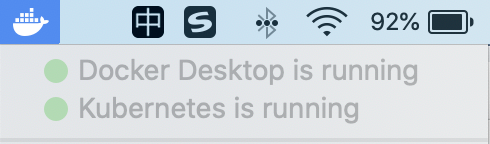 中 S 92%
Docker Desktop is running
Kubernetes is running